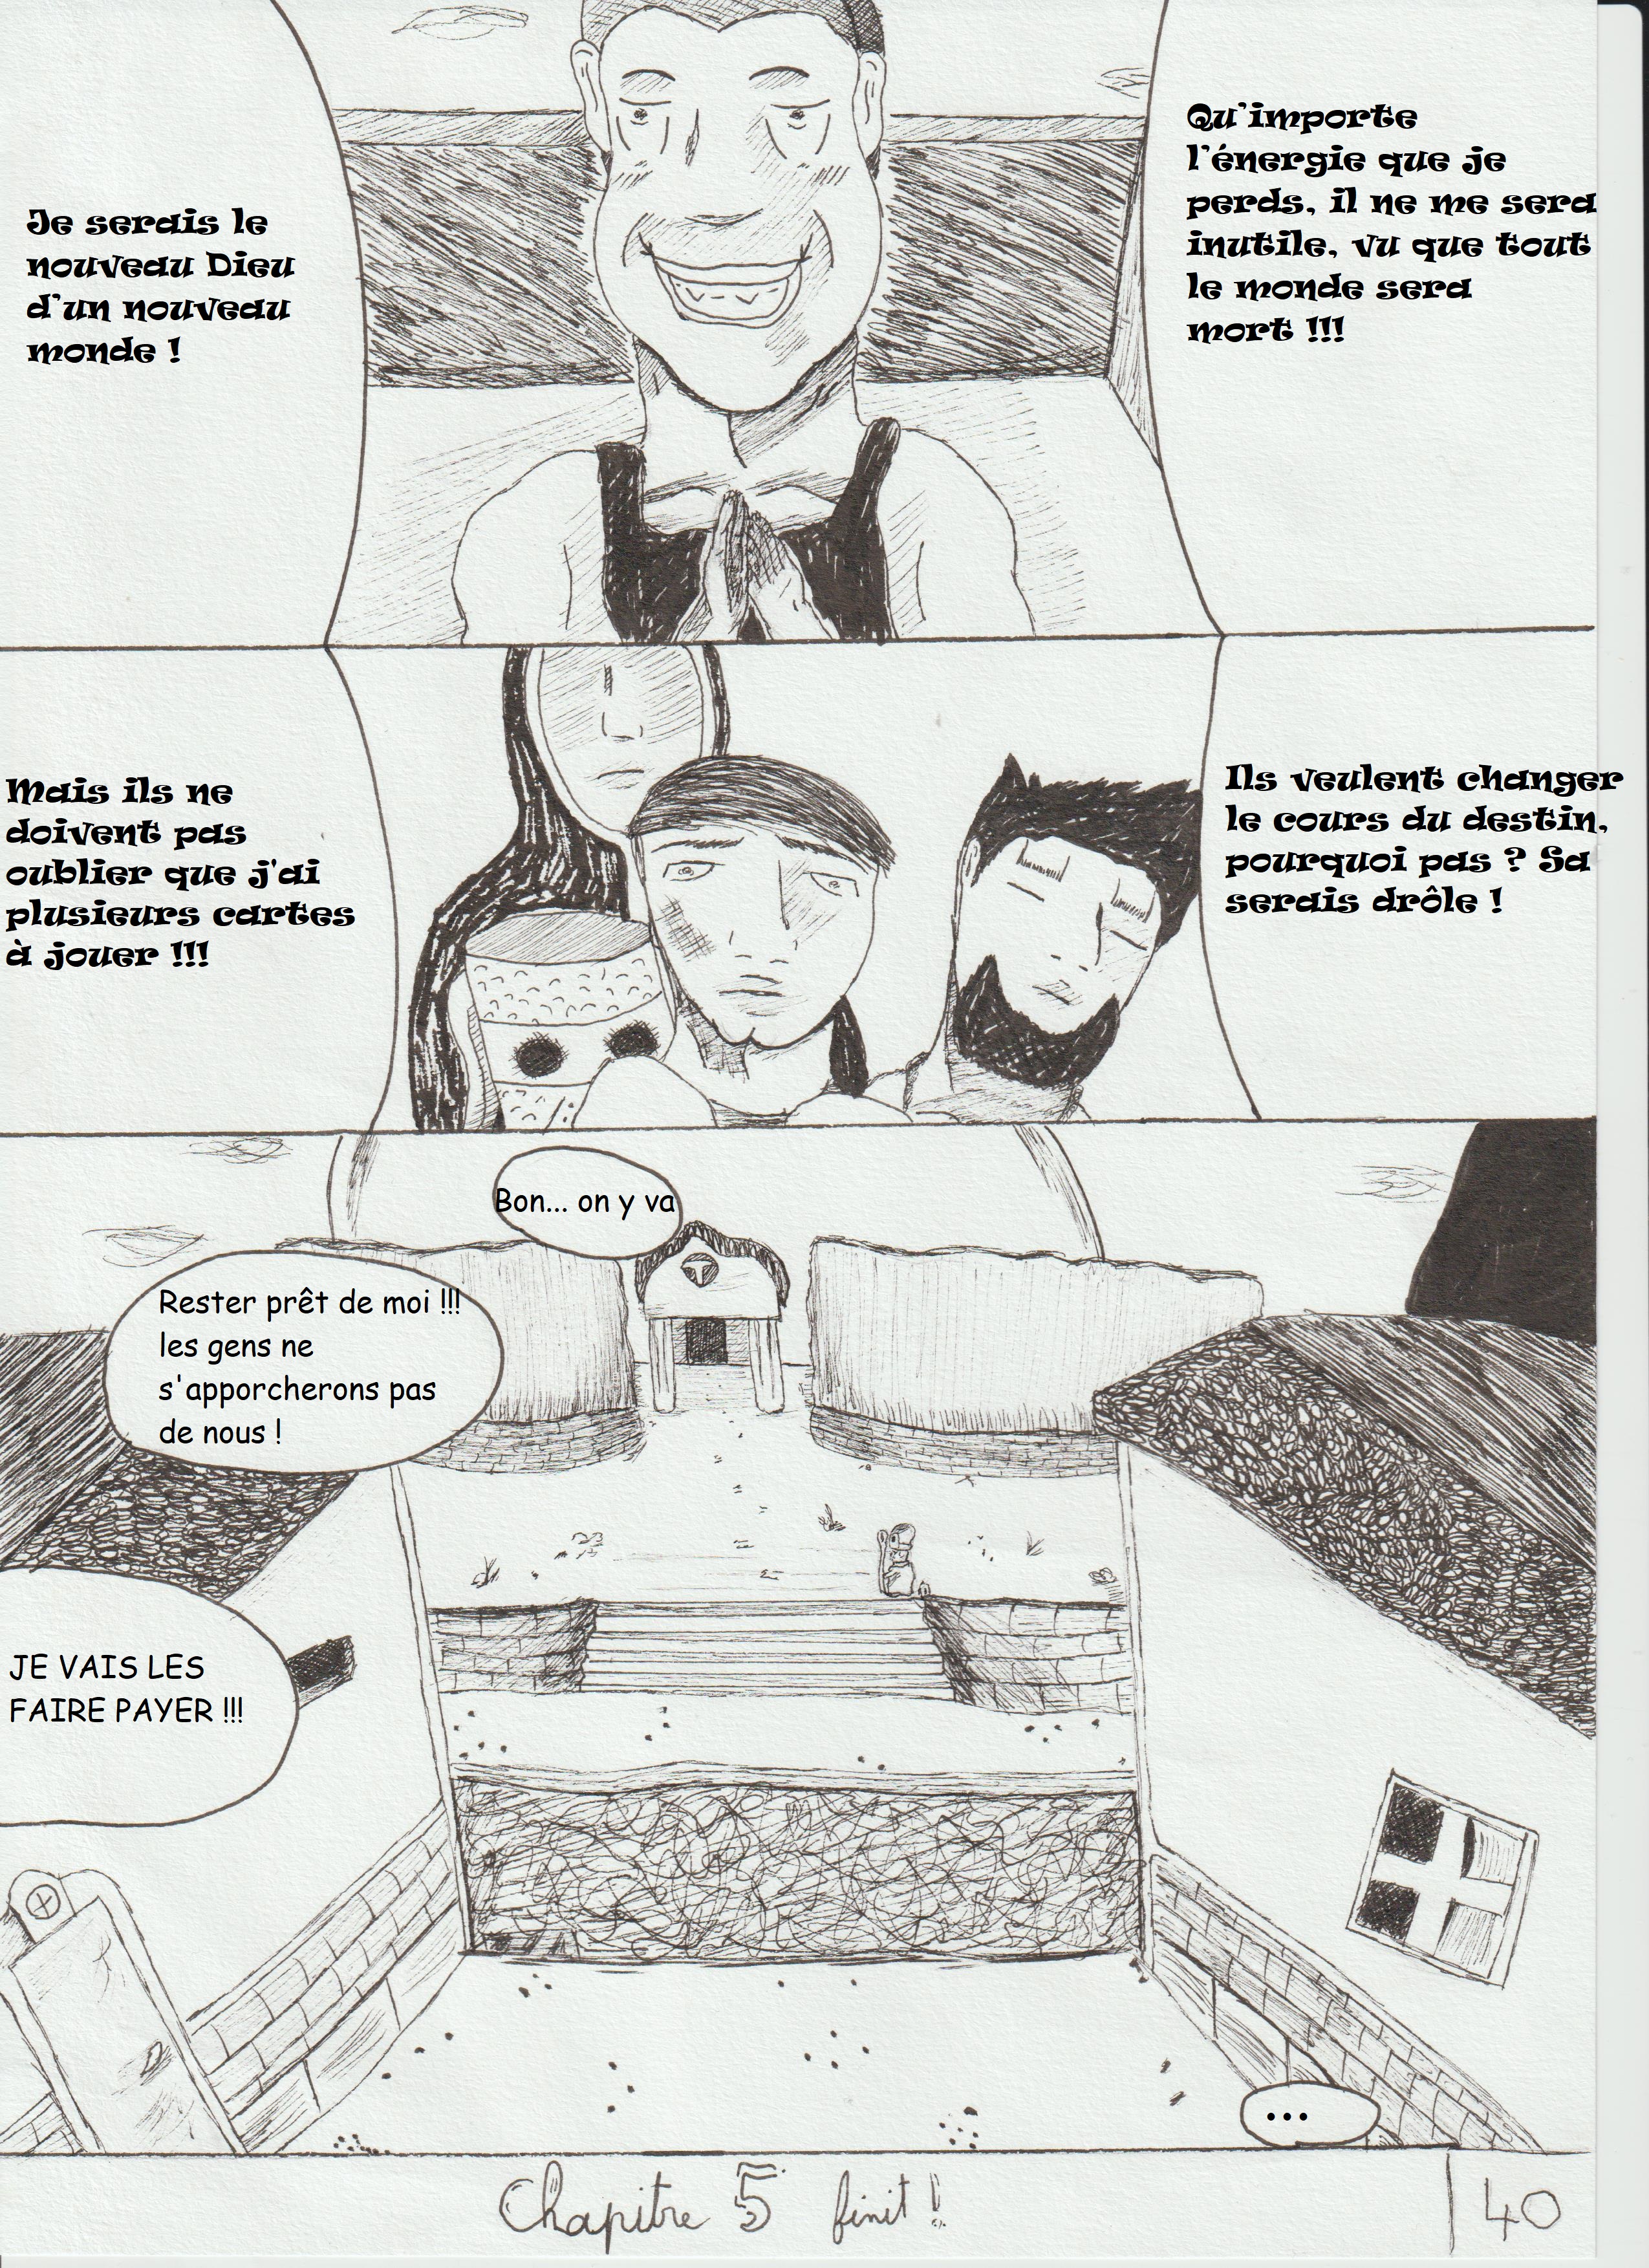 Je serais le
nouveau Dieu
d'un nouveau
monde !
Qu'importe
l'énergie que je
perds, il ne me sera
inutile, vu que tout
le monde sera
mort !!!
Mais ils ne
doivent pas
oublier que j'ai
plusieurs cartes
à jouer !!!
Ils veulent changer
le cours du destin,
pourquoi pas ? Sa
serais drôle !
Bon... on y va
T
Rester prêt de moi !!!
les gens ne
s'apporcherons pas
de nous !
JE VAIS LES
FAIRE PAYER !!!
...
Chapitre 5 finit !!
40